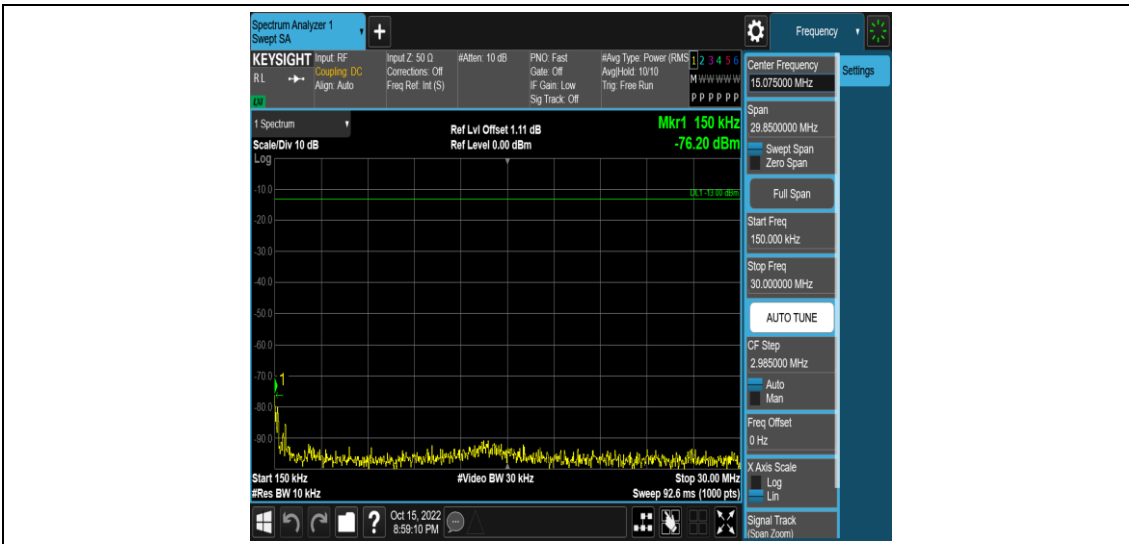 Spectrum Analyzer 1
Swept SA
+
Frequency
KEYSIGHT
RL
LXI
Input: RF
Coupling: DC
Align: Auto
Input Z: 50 Ω
Corrections: Off
Freq Ref: Int (S)
#Atten: 10 dB
PNO: Fast
Gate: Off
IF Gain: Low
Sig Track: Off
#Avg Type: Power (RMS
Avg|Hold: 10/10
Trig: Free Run
1 2 3 4 5 6
M W W W W W
P P P P P P
1 Spectrum
Scale/Div 10 dB
Log
Ref Lvl Offset 1.11 dB
Ref Level 0.00 dBm
Mkr1 150 kHz
-76.20 dBm
DL1 -13.00 dBm
-10.0
-20.0
-30.0
-40.0
-50.0
-60.0
-70.0
1
-80.0
-90.0
Start 150 kHz
#Video BW 30 kHz
Stop 30.00 MHz
#Res BW 10 kHz
Sweep 92.6 ms (1000 pts)
?
Oct 15, 2022
8:59:10 PM
Center Frequency
15.075000 MHz
Settings
Span
29.8500000 MHz
Swept Span
Zero Span
Full Span
Start Freq
150.000 kHz
Stop Freq
30.000000 MHz
AUTO TUNE
CF Step
2.985000 MHz
Auto
Man
Freq Offset
0 Hz
X Axis Scale
Log
Lin
Signal Track
(Span Zoom)